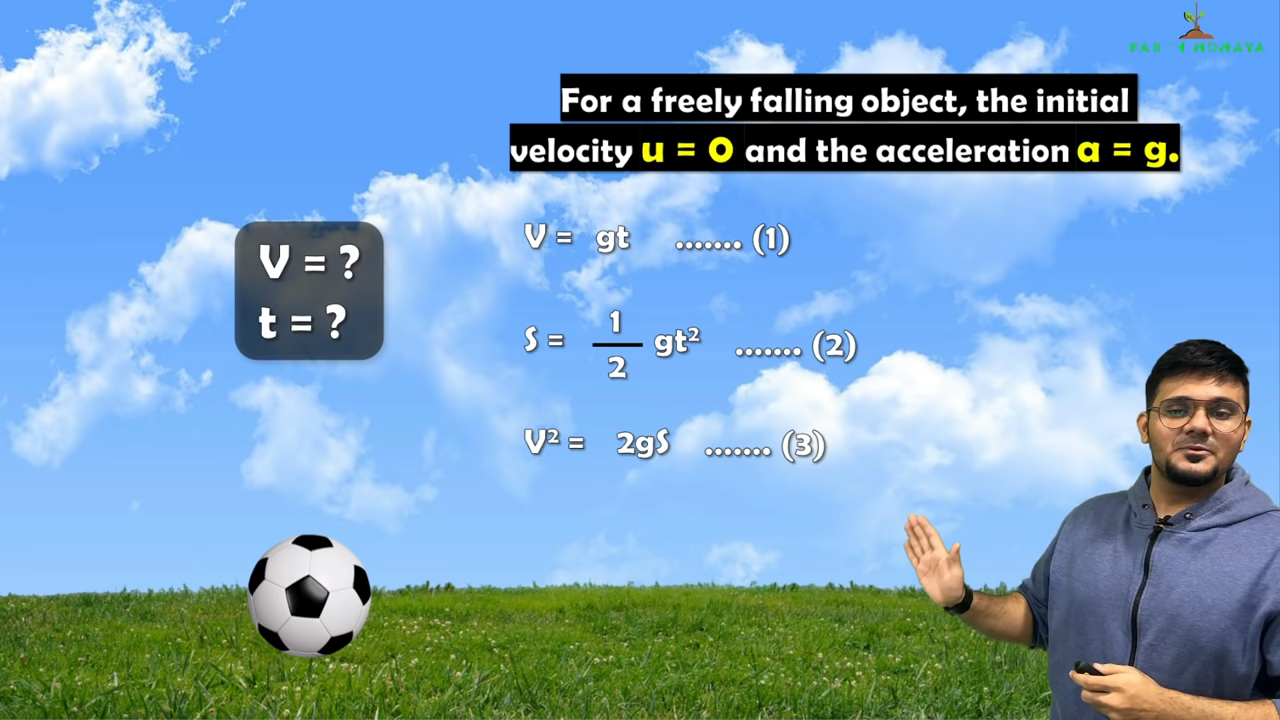 For a freely falling object, the initial
velocity u = 0 and the acceleration a = g.
V = ?
t = ?
V = gt ....... (1)
S = 1/2 gt² ....... (2)
V² = 2gS ....... (3)